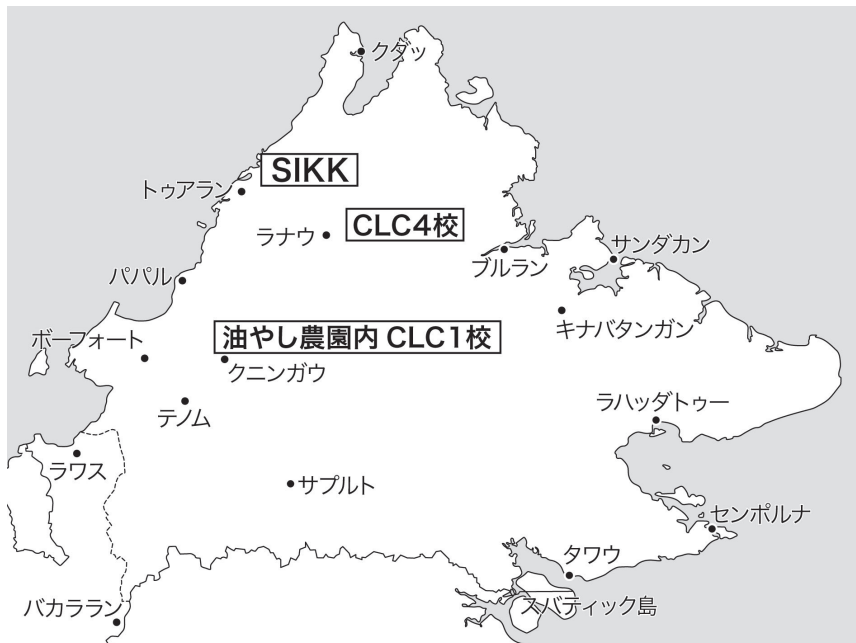 クダッ
SIKK
トゥアラン
CLC4校
ラナウ
サンダカン
ブルラン
パパル
キナバタンガン
油やし農園内 CLC1校
ボーフォート
クニンガウ
テノム
ラハッダトゥー
ラワス
サプルト
センポルナ
タワウ
スバティック島
バカララン